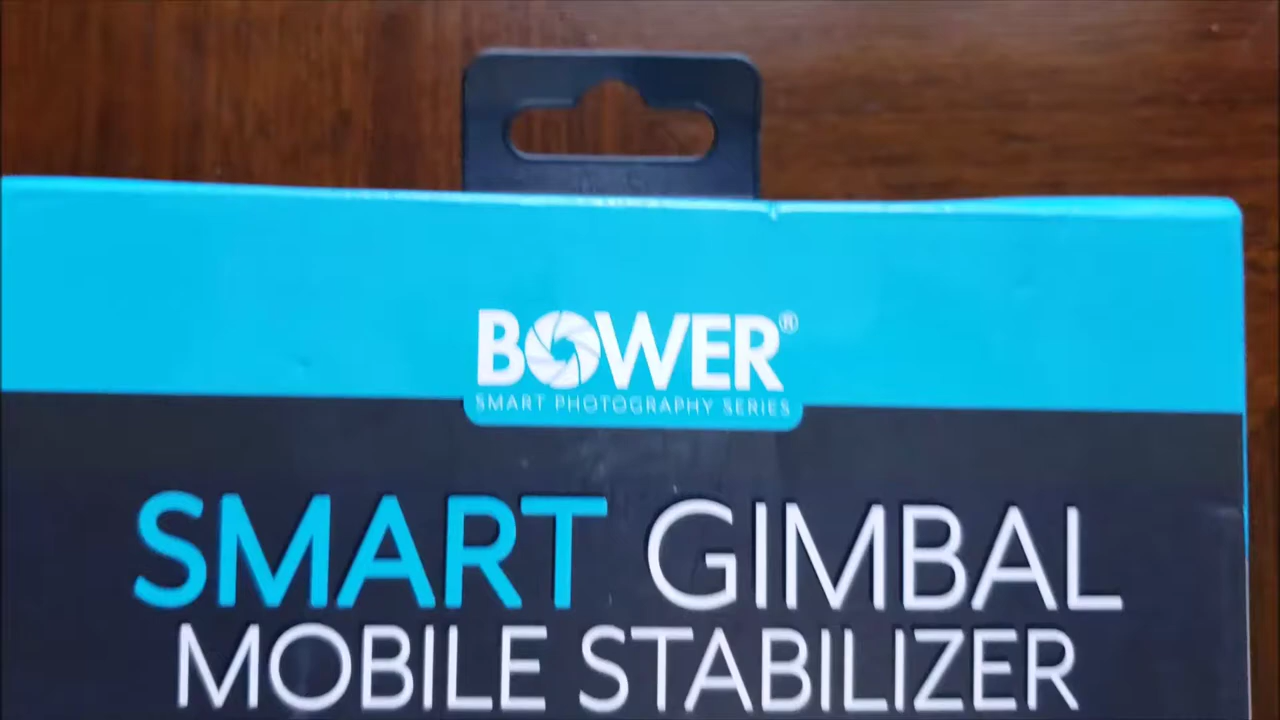 BOWER®
SMART PHOTOGRAPHY SERIES
SMART GIMBAL
MOBILE STABILIZER